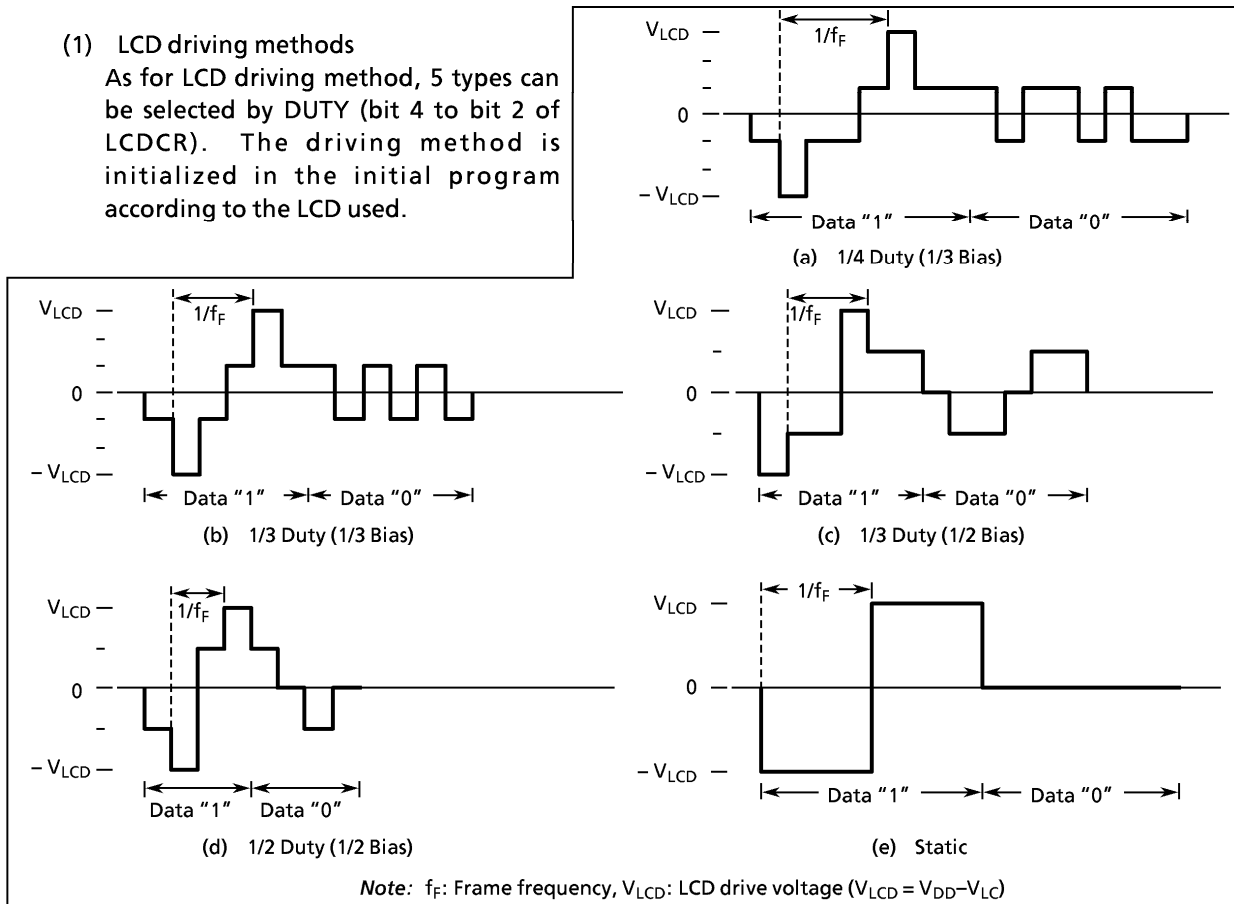 (1) LCD driving methods
As for LCD driving method, 5 types can
be selected by DUTY (bit 4 to bit 2 of
LCDCR). The driving method is
initialized in the initial program
according to the LCD used.
VLCD
1/fF
0
– VLCD
Data “1”
Data “0”
(a) 1/4 Duty (1/3 Bias)
VLCD
1/fF
0
– VLCD
Data “1”
Data “0”
(b) 1/3 Duty (1/3 Bias)
VLCD
1/fF
0
– VLCD
Data “1”
Data “0”
(c) 1/3 Duty (1/2 Bias)
VLCD
1/fF
0
– VLCD
Data “1”
Data “0”
(d) 1/2 Duty (1/2 Bias)
VLCD
1/fF
0
– VLCD
Data “1”
Data “0”
(e) Static
Note: fF: Frame frequency, VLCD: LCD drive voltage (VLCD = VDD–VLC)